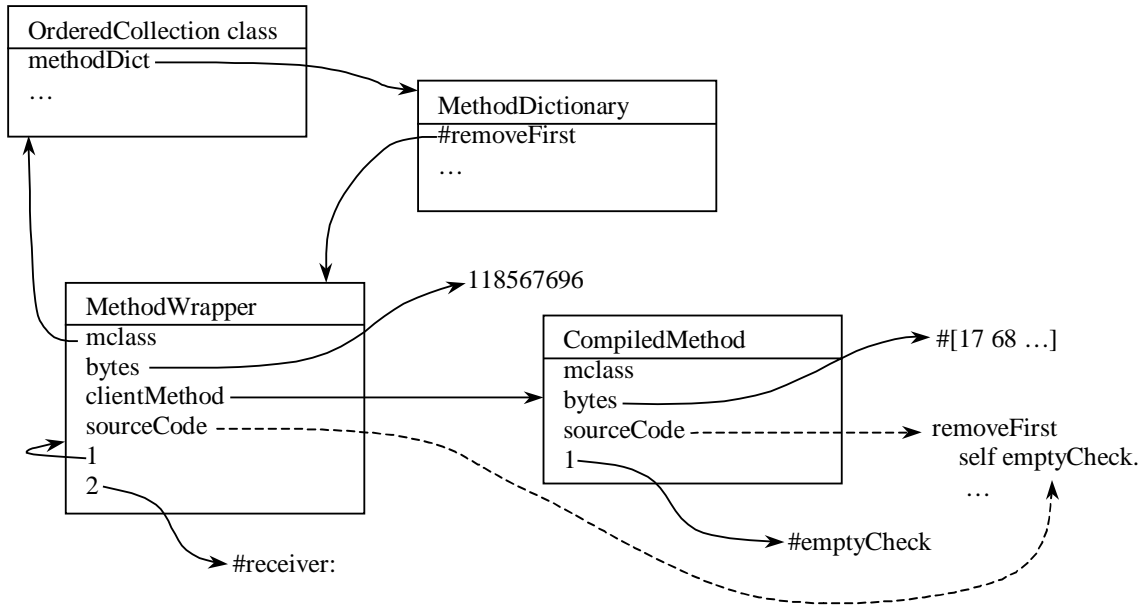 OrderedCollection class
methodDict
…
MethodDictionary
#removeFirst
…
MethodWrapper
mclass
bytes
clientMethod
sourceCode
1
2
118567696
#receiver:
CompiledMethod
mclass
bytes
sourceCode
1
#[17 68 …]
removeFirst
self emptyCheck.
…
#emptyCheck